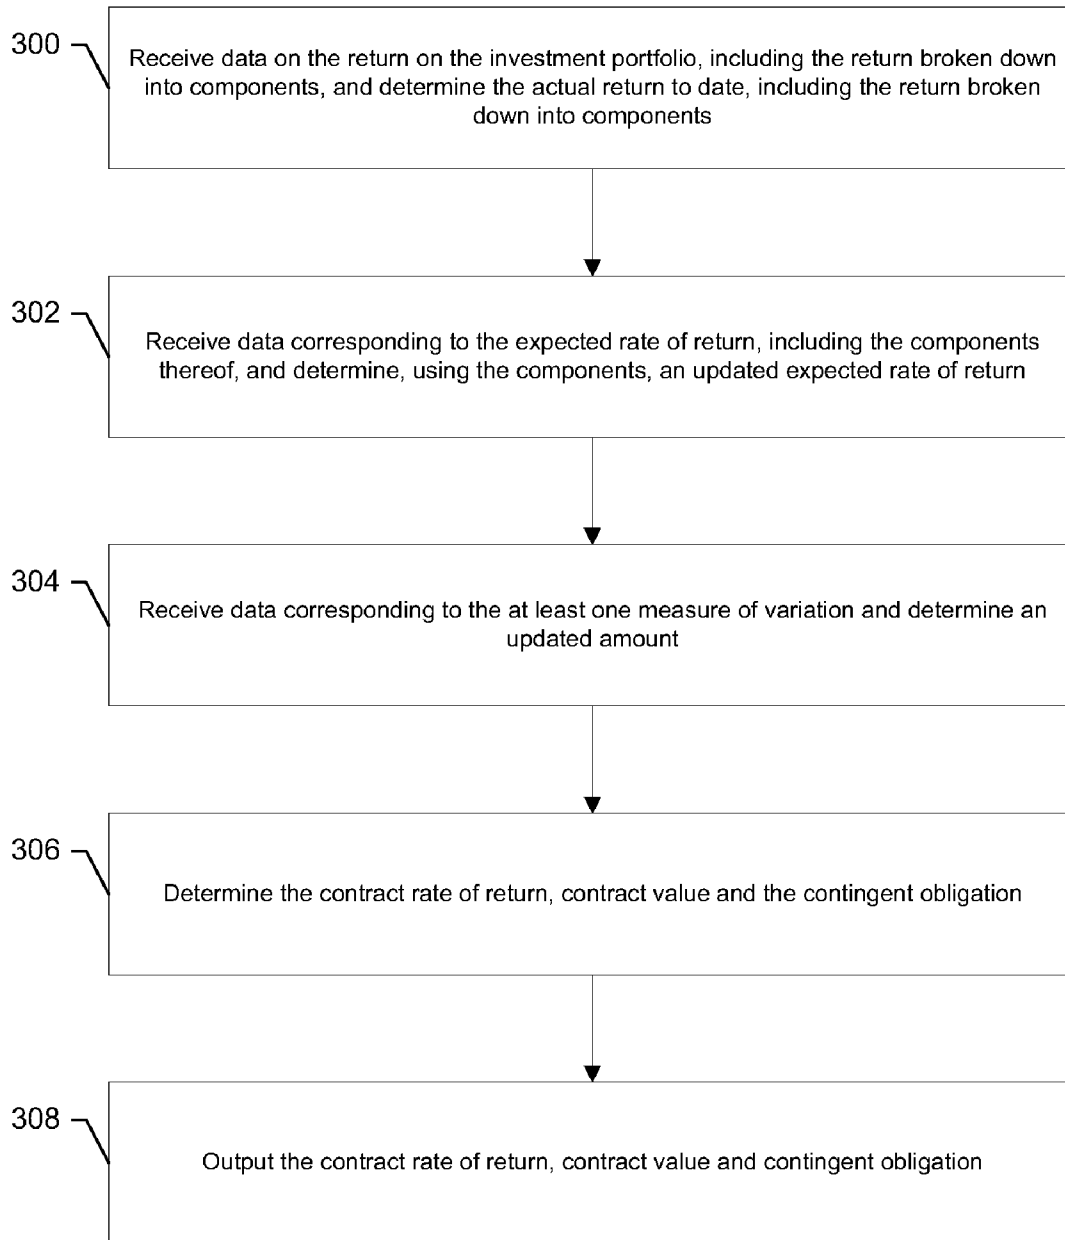 300
Receive data on the return on the investment portfolio, including the return broken down
into components, and determine the actual return to date, including the return broken
down into components
302
Receive data corresponding to the expected rate of return, including the components
thereof, and determine, using the components, an updated expected rate of return
304
Receive data corresponding to the at least one measure of variation and determine an
updated amount
306
Determine the contract rate of return, contract value and the contingent obligation
308
Output the contract rate of return, contract value and contingent obligation